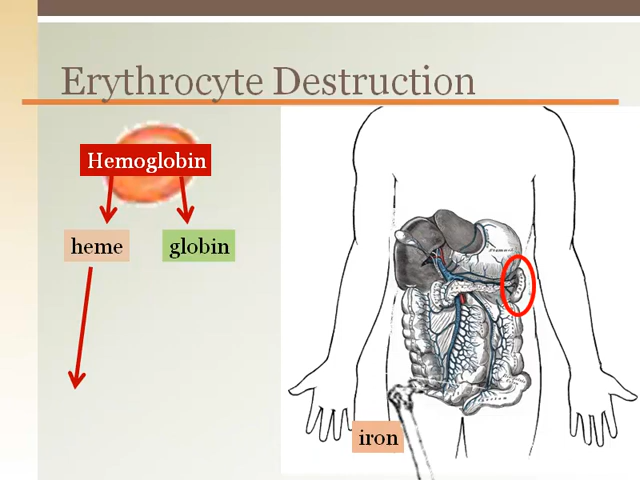 Erythrocyte Destruction
Hemoglobin
heme
globin
iron